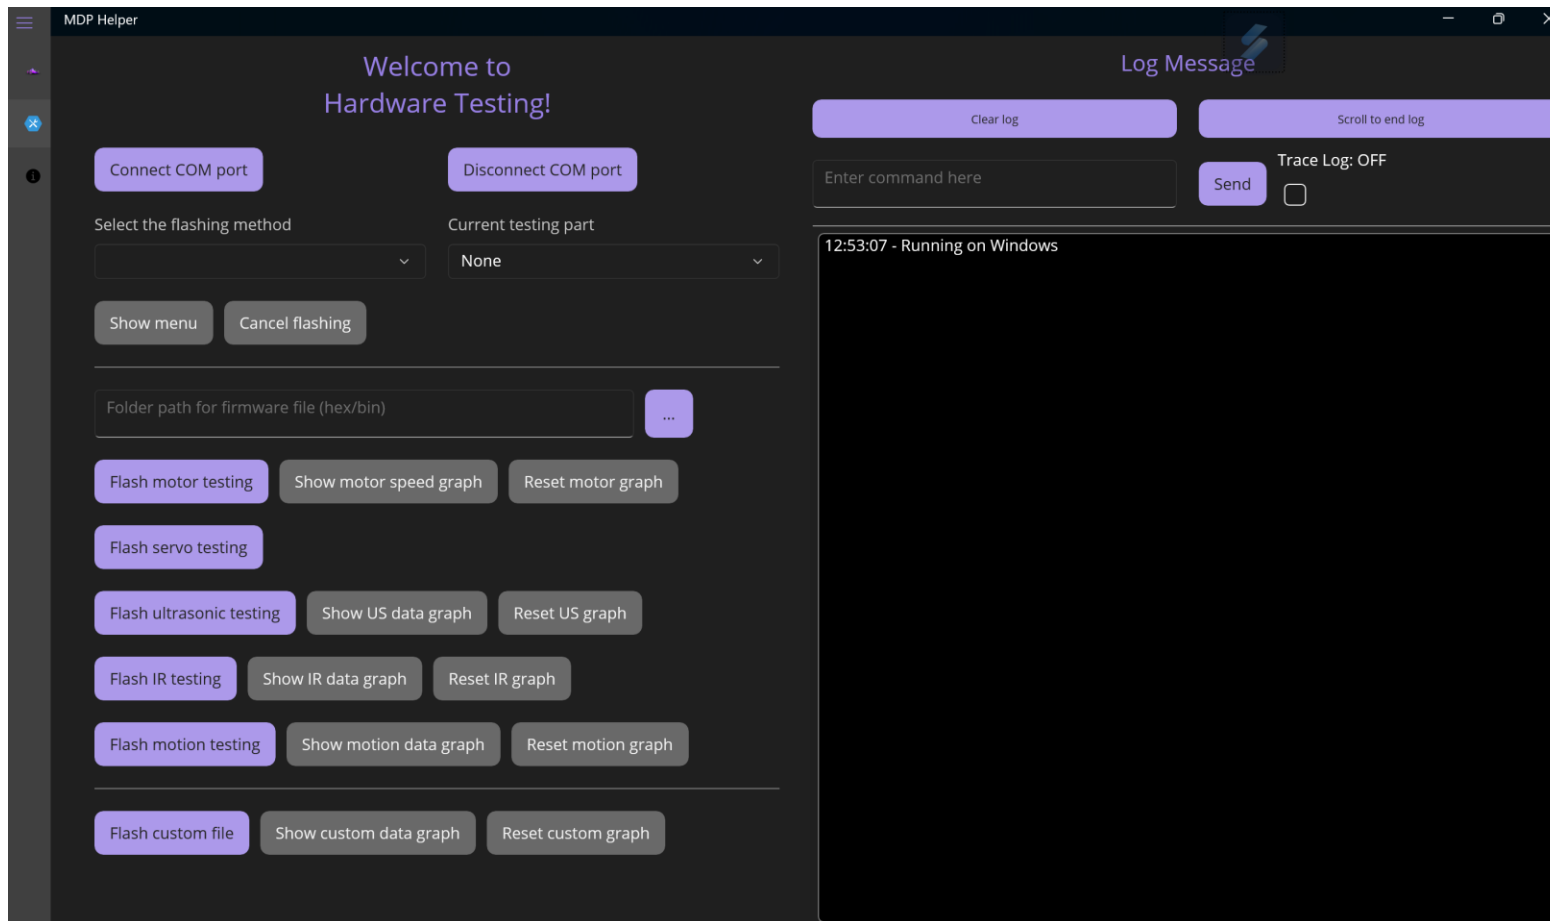 MDP Helper
Welcome to
Hardware Testing!
Connect COM port
Disconnect COM port
Select the flashing method
Current testing part
None
Show menu
Cancel flashing
Folder path for firmware file (hex/bin)
...
Flash motor testing
Show motor speed graph
Reset motor graph
Flash servo testing
Flash ultrasonic testing
Show US data graph
Reset US graph
Flash IR testing
Show IR data graph
Reset IR graph
Flash motion testing
Show motion data graph
Reset motion graph
Flash custom file
Show custom data graph
Reset custom graph
Log Message
Clear log
Scroll to end log
Enter command here
Send
Trace Log: OFF
12:53:07 - Running on Windows